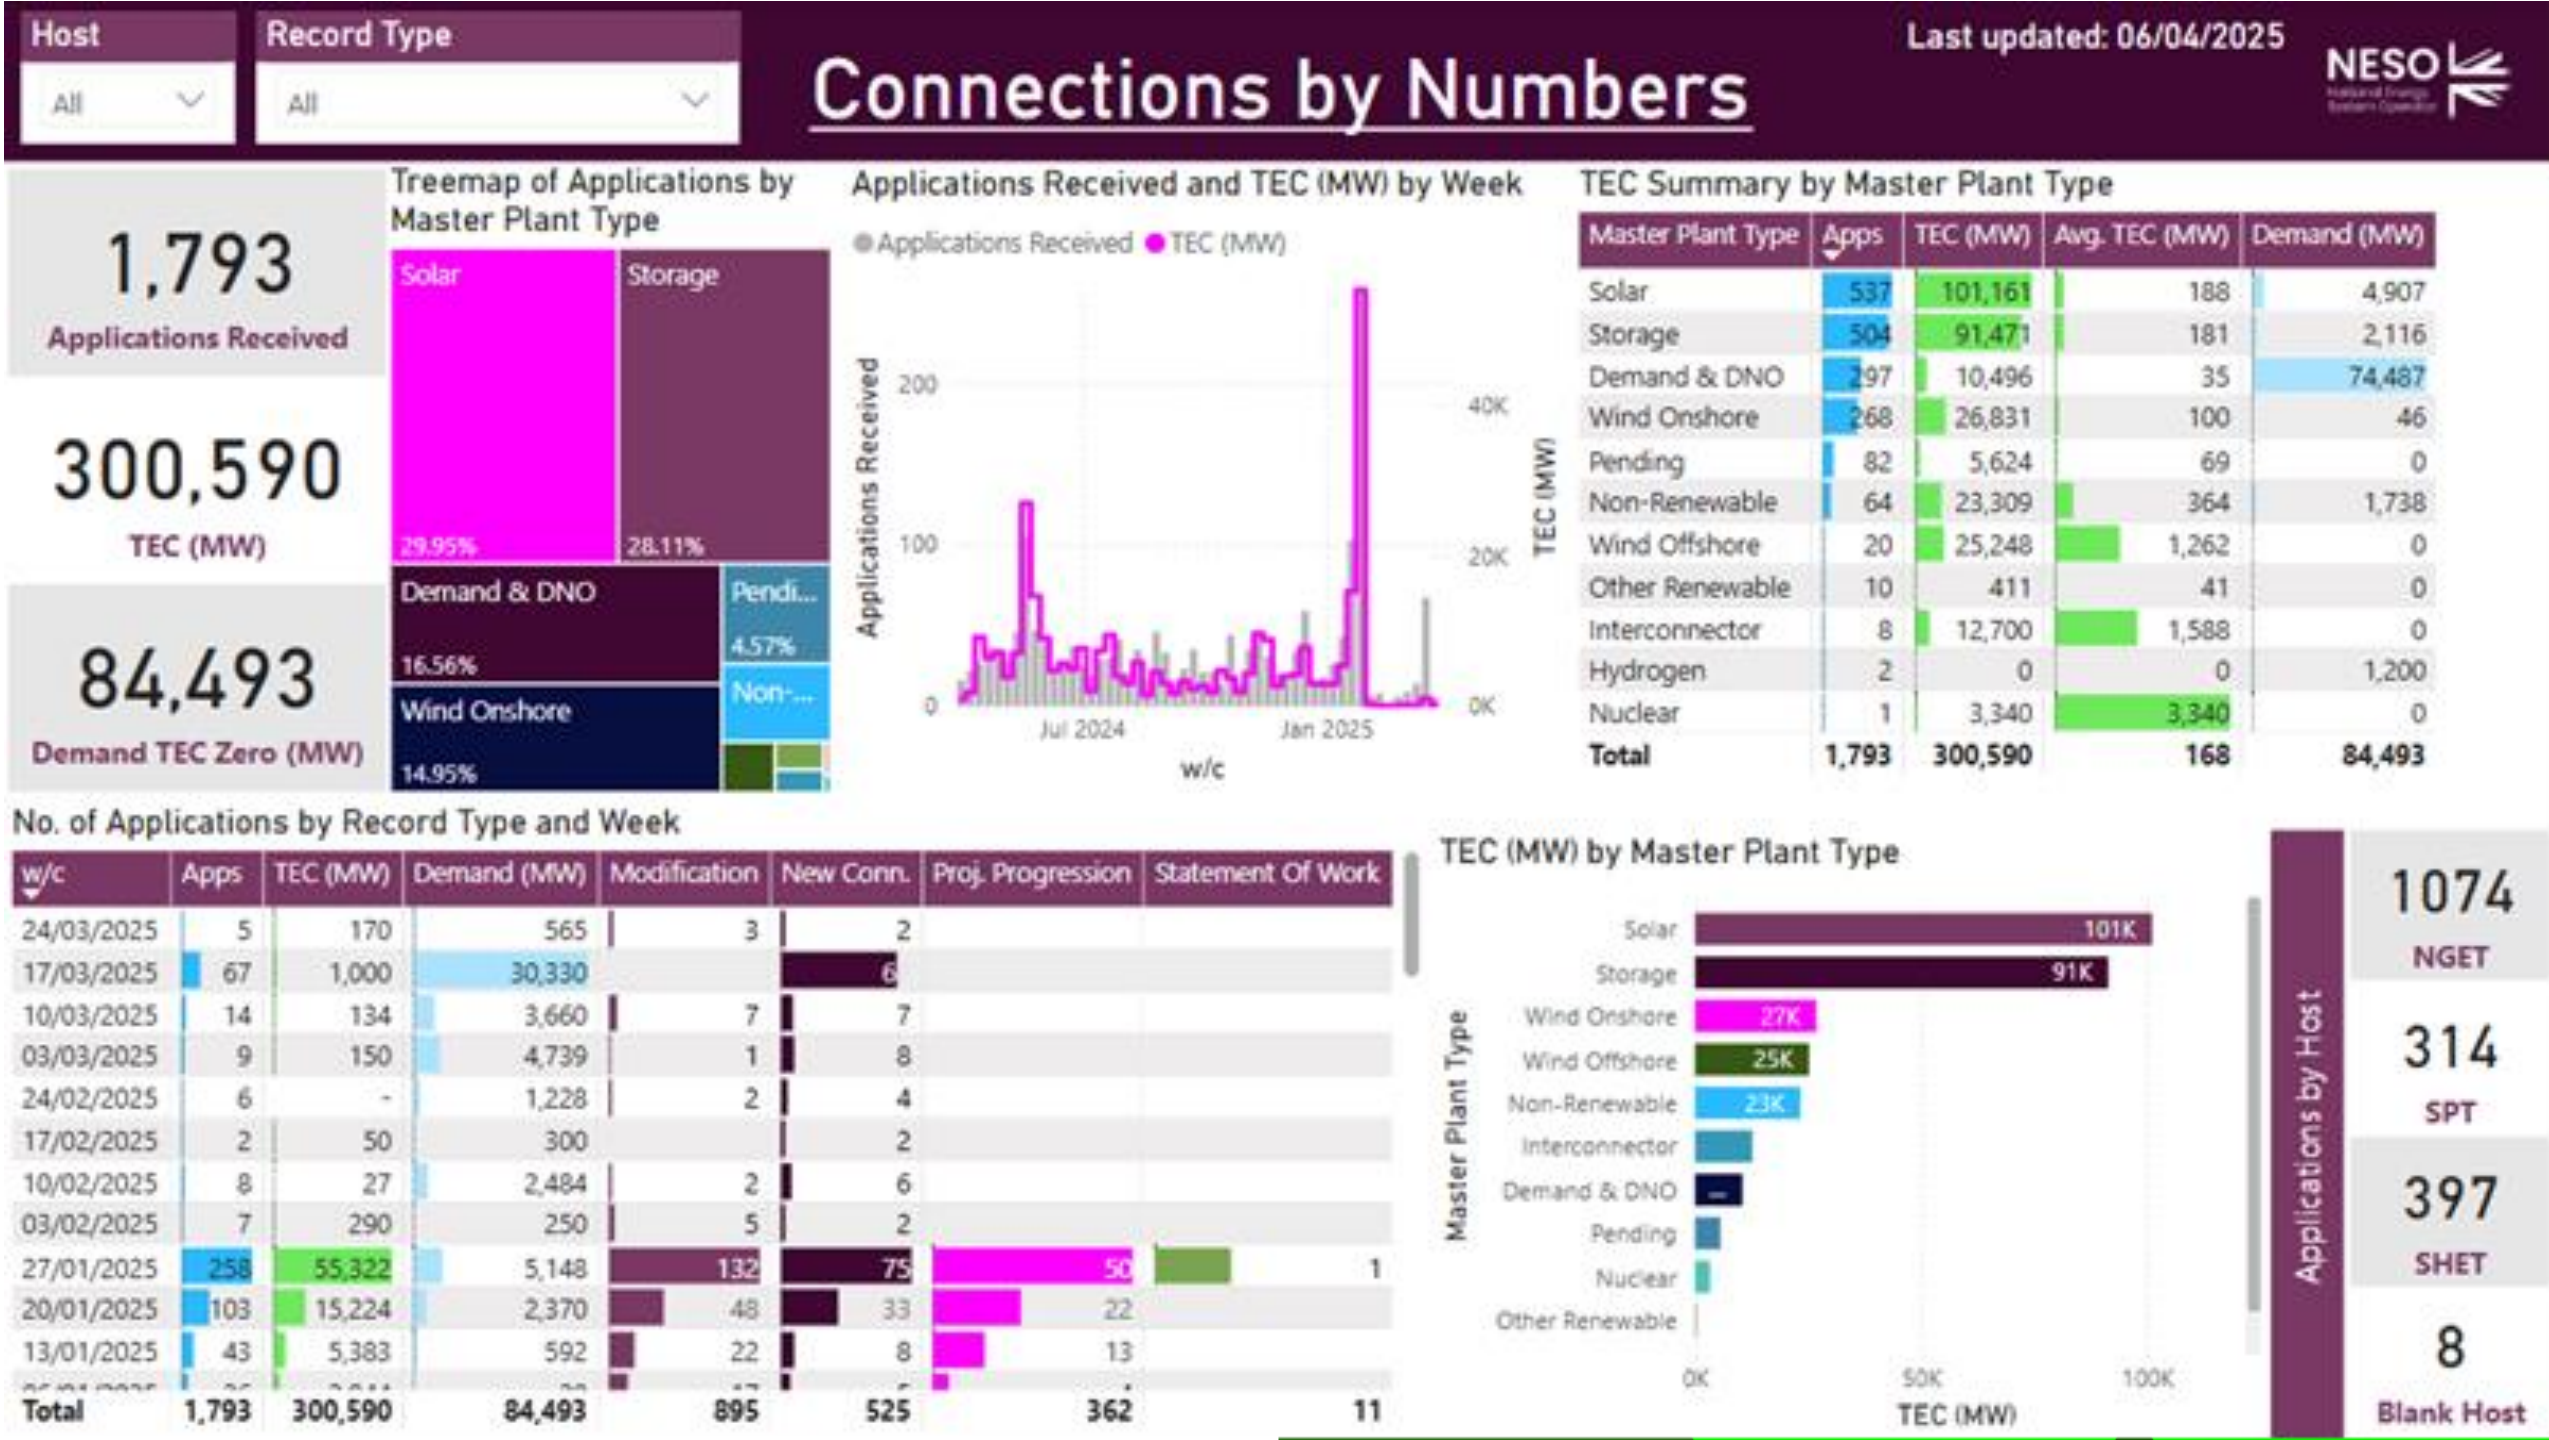 Host
All
Record Type
All
Connections by Numbers
Last updated: 06/04/2025
NESO
National Energy
System Operator
1,793
Applications Received
300,590
TEC (MW)
84,493
Demand TEC Zero (MW)
Treemap of Applications by
Master Plant Type
Solar
29.95%
Storage
28.11%
Demand & DNO
16.56%
Wind Onshore
14.95%
Pendi...
4.57%
Non-...
Applications Received and TEC (MW) by Week
Applications Received TEC (MW)
Applications Received
200
100
0
40K
20K
0K
TEC (MW)
Jul 2024 Jan 2025
w/c
TEC Summary by Master Plant Type
Master Plant Type Apps TEC (MW) Avg. TEC (MW) Demand (MW)
Solar 537 101,161 188 4,907
Storage 504 91,471 181 2,116
Demand & DNO 297 10,496 35 74,487
Wind Onshore 268 26,831 100 46
Pending 82 5,624 69 0
Non-Renewable 64 23,309 364 1,738
Wind Offshore 20 25,248 1,262 0
Other Renewable 10 411 41 0
Interconnector 8 12,700 1,588 0
Hydrogen 2 0 0 1,200
Nuclear 1 3,340 3,340 0
Total 1,793 300,590 168 84,493
No. of Applications by Record Type and Week
w/c Apps TEC (MW) Demand (MW) Modification New Conn. Proj. Progression Statement Of Work
24/03/2025 5 170 565 3 2
17/03/2025 67 1,000 30,330 6
10/03/2025 14 134 3,660 7 7
03/03/2025 9 150 4,739 1 8
24/02/2025 6 - 1,228 2 4
17/02/2025 2 50 300 2
10/02/2025 8 27 2,484 2 6
03/02/2025 7 290 250 5 2
27/01/2025 258 55,322 5,148 132 75 50 1
20/01/2025 103 15,224 2,370 48 33 22
13/01/2025 43 5,383 592 22 8 13
Total 1,793 300,590 84,493 895 525 362 11
TEC (MW) by Master Plant Type
Master Plant Type
Solar 101K
Storage 91K
Wind Onshore 27K
Wind Offshore 25K
Non-Renewable 23K
Interconnector
Demand & DNO ...
Pending
Nuclear
Other Renewable
0K 50K 100K
TEC (MW)
Applications by Host
1074
NGET
314
SPT
397
SHET
8
Blank Host